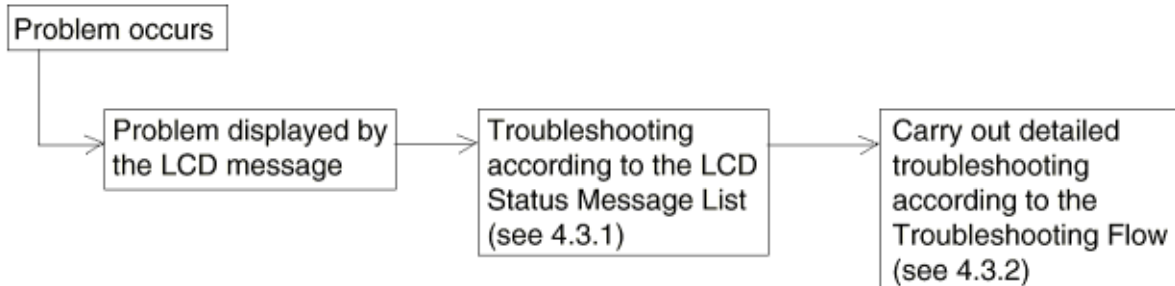 Problem occurs
Problem displayed by
the LCD message
Troubleshooting
according to the LCD
Status Message List
(see 4.3.1)
Carry out detailed
troubleshooting
according to the
Troubleshooting Flow
(see 4.3.2)